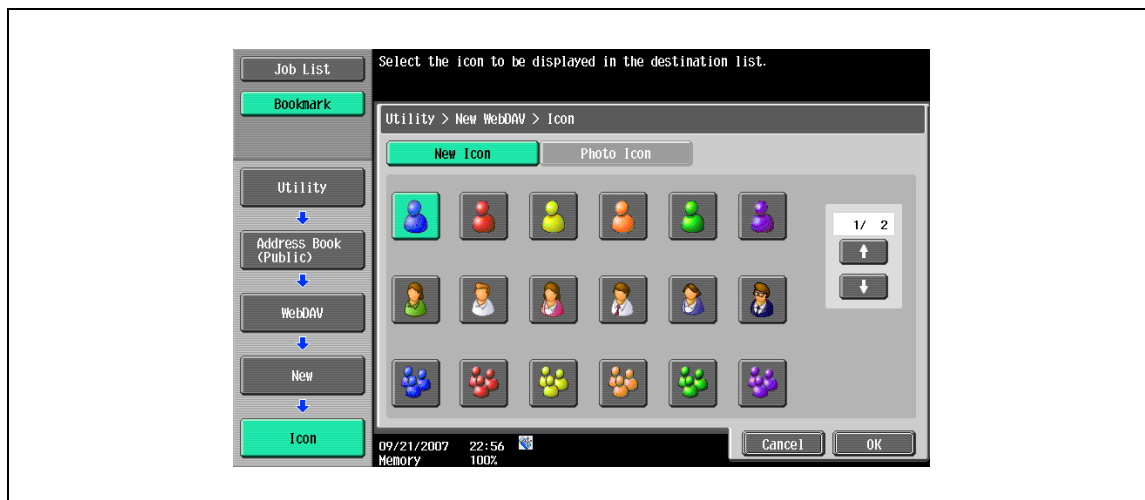 Job List
Bookmark
Utility
Address Book
(Public)
WebDAV
New
Icon
Select the icon to be displayed in the destination list.
Utility > New WebDAV > Icon
New Icon
Photo Icon
1/ 2
09/21/2007 22:56
Memory 100%
Cancel
OK